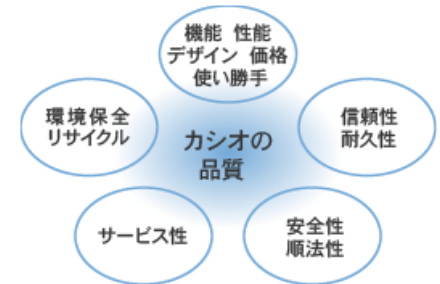 機能 性能
デザイン 価格
使い勝手
環境保全
リサイクル
信頼性
耐久性
カシオの
品質
サービス性
安全性
順法性